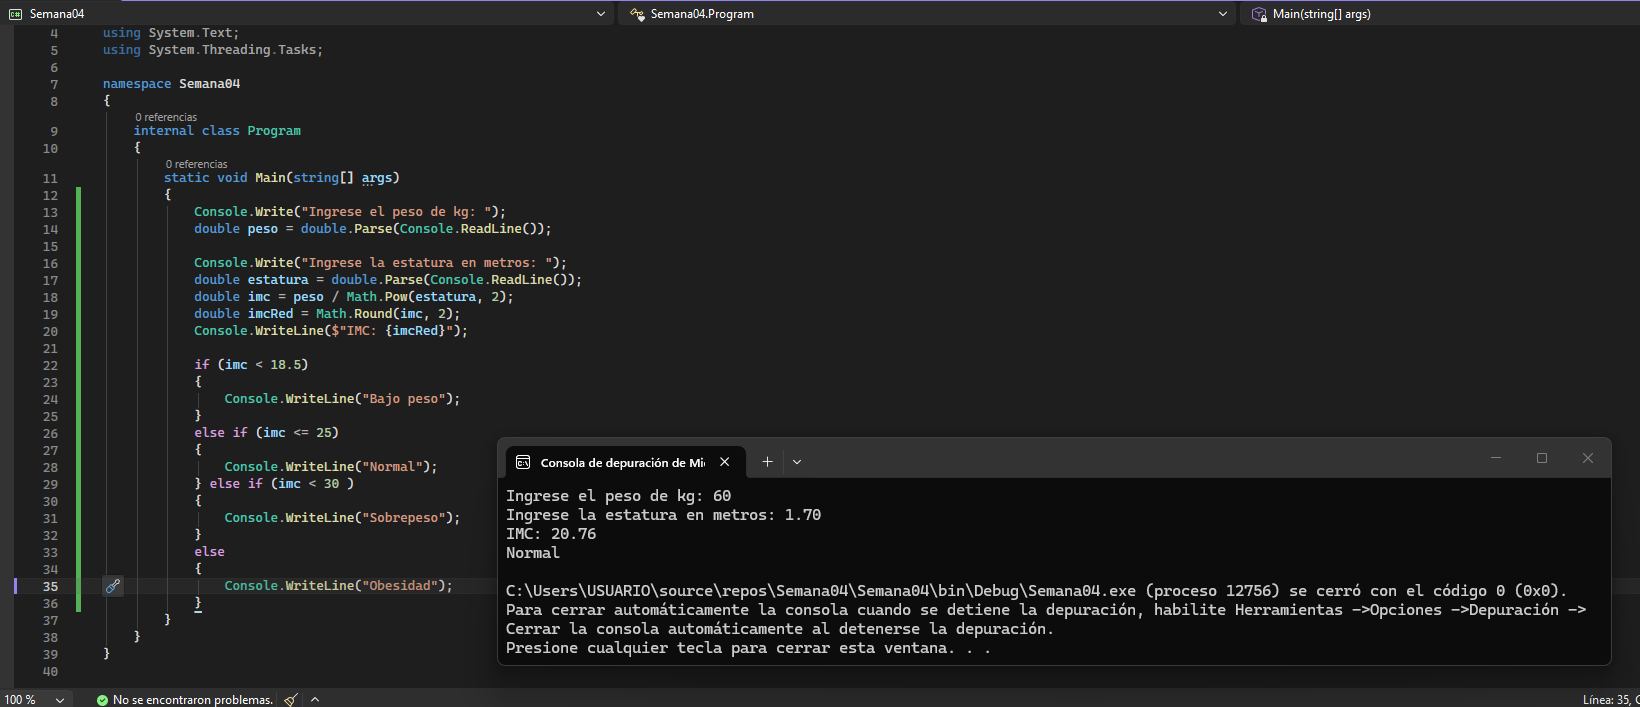 Semana04
Semana04.Program
Main(string[] args)
4 using System.Text;
5 using System.Threading.Tasks;
6
7 namespace Semana04
8 {
0 referencias
9 internal class Program
10 {
0 referencias
11 static void Main(string[] args)
12 {
13 Console.Write("Ingrese el peso de kg: ");
14 double peso = double.Parse(Console.ReadLine());
15
16 Console.Write("Ingrese la estatura en metros: ");
17 double estatura = double.Parse(Console.ReadLine());
18 double imc = peso / Math.Pow(estatura, 2);
19 double imcRed = Math.Round(imc, 2);
20 Console.WriteLine($"IMC: {imcRed}");
21
22 if (imc < 18.5)
23 {
24 Console.WriteLine("Bajo peso");
25 }
26 else if (imc <= 25)
27 {
28 Console.WriteLine("Normal");
29 } else if (imc < 30 )
30 {
31 Console.WriteLine("Sobrepeso");
32 }
33 else
34 {
35 Console.WriteLine("Obesidad");
36 }
37 }
38 }
39 }
40
Consola de depuración de Mi
Ingrese el peso de kg: 60
Ingrese la estatura en metros: 1.70
IMC: 20.76
Normal
C:\Users\USUARIO\source\repos\Semana04\Semana04\bin\Debug\Semana04.exe (proceso 12756) se cerró con el código 0 (0x0).
Para cerrar automáticamente la consola cuando se detiene la depuración, habilite Herramientas ->Opciones ->Depuración ->
Cerrar la consola automáticamente al detenerse la depuración.
Presione cualquier tecla para cerrar esta ventana. . .
100 %
No se encontraron problemas.
Línea: 35,